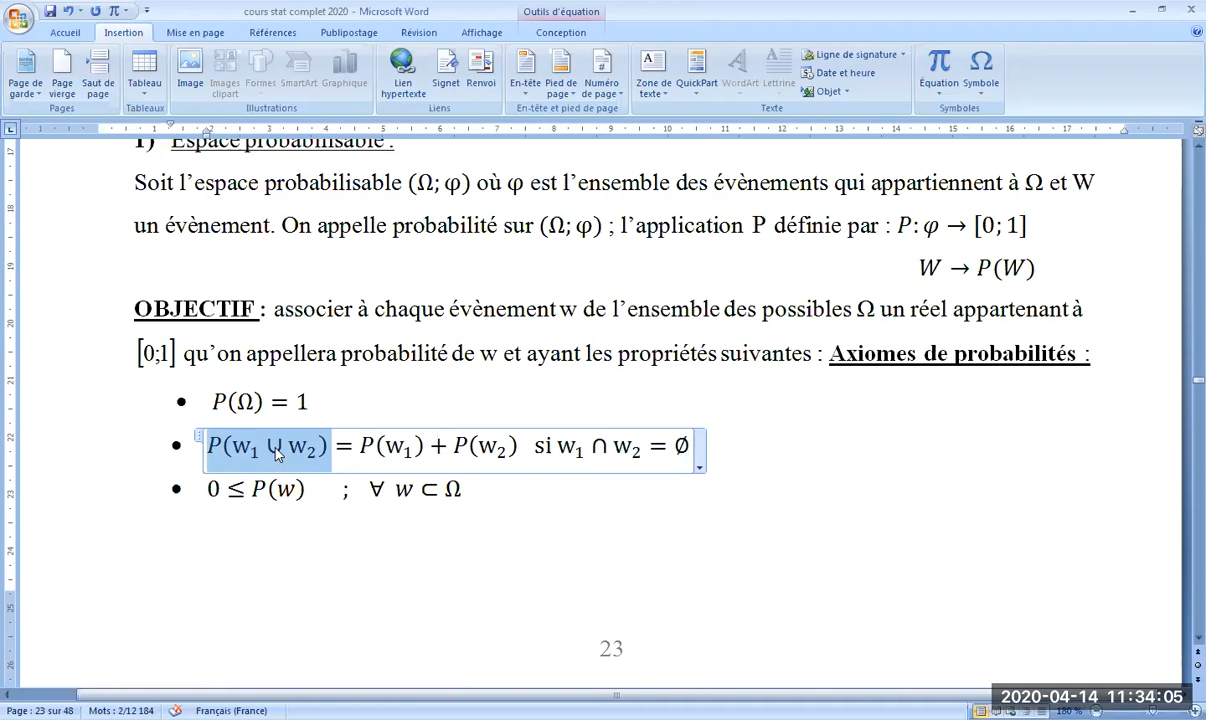 cours stat complet 2020 - Microsoft Word
Outils d'équation
Accueil Insertion Mise en page Références Publipostage Révision Affichage Conception
Page de garde Page vierge Saut de page
Tableau
Image Images clipart Formes SmartArt Graphique
Lien hypertexte Signet Renvoi
En-tête Pied de page Numéro de page
Zone de texte QuickPart WordArt Lettrine
Ligne de signature
Date et heure
Objet
Équation Symbole
Pages Tableaux Illustrations Liens En-tête et pied de page Texte Symboles
1) Espace probabilisable :
Soit l'espace probabilisable (Ω; φ) où φ est l'ensemble des évènements qui appartiennent à Ω et W
un évènement. On appelle probabilité sur (Ω; φ) ; l'application P définie par : P: φ → [0; 1]
W → P(W)
OBJECTIF : associer à chaque évènement w de l'ensemble des possibles Ω un réel appartenant à
[0;1] qu'on appellera probabilité de w et ayant les propriétés suivantes : Axiomes de probabilités :
• P(Ω) = 1
• P(w₁ ∪ w₂) = P(w₁) + P(w₂) si w₁ ∩ w₂ = ∅
• 0 ≤ P(w) ; ∀ w ⊂ Ω
23
2020-04-14 11:34:05
Page : 23 sur 48 Mots : 2/12 184 Français (France) 180 %